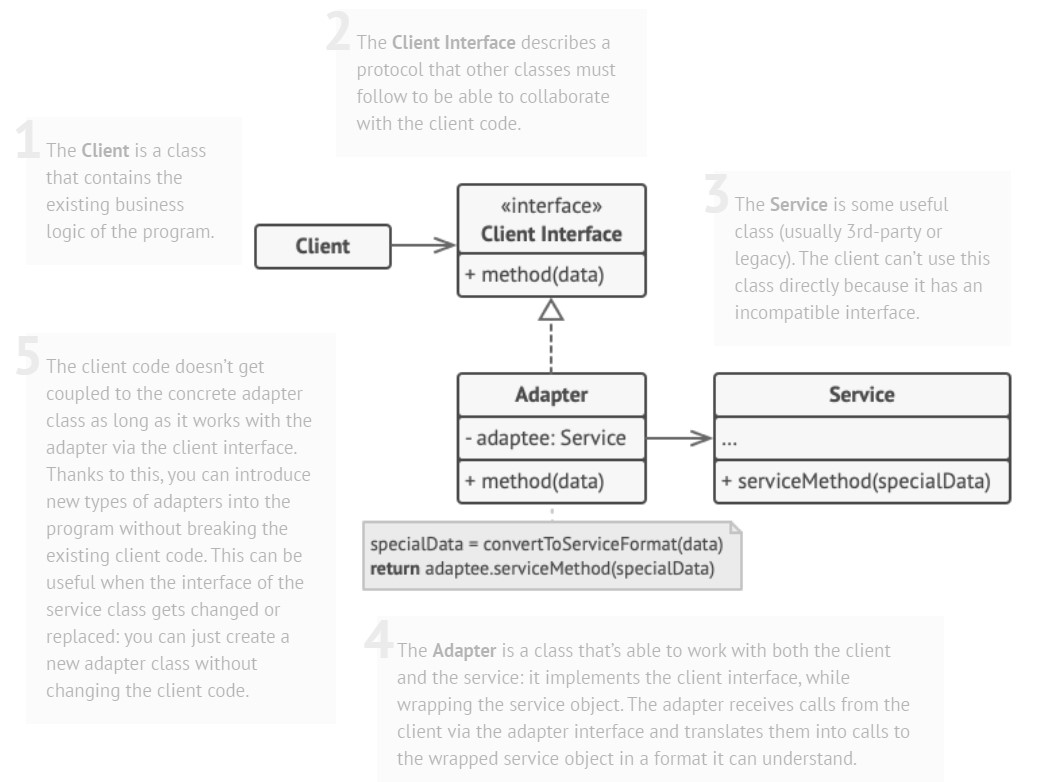 2
The Client Interface describes a
protocol that other classes must
follow to be able to collaborate
with the client code.
1
The Client is a class
that contains the
existing business
logic of the program.
Client
«interface»
Client Interface
+ method(data)
3
The Service is some useful
class (usually 3rd-party or
legacy). The client can’t use this
class directly because it has an
incompatible interface.
5
The client code doesn’t get
coupled to the concrete adapter
class as long as it works with the
adapter via the client interface.
Thanks to this, you can introduce
new types of adapters into the
program without breaking the
existing client code. This can be
useful when the interface of the
service class gets changed or
replaced: you can just create a
new adapter class without
changing the client code.
Adapter
- adaptee: Service
+ method(data)
Service
...
+ serviceMethod(specialData)
specialData = convertToServiceFormat(data)
return adaptee.serviceMethod(specialData)
4
The Adapter is a class that’s able to work with both the client
and the service: it implements the client interface, while
wrapping the service object. The adapter receives calls from the
client via the adapter interface and translates them into calls to
the wrapped service object in a format it can understand.